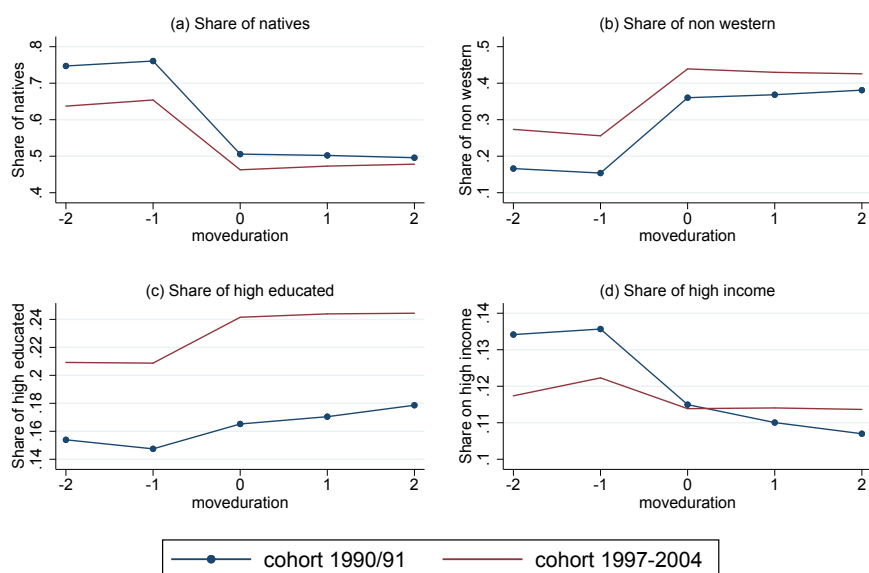 (a) Share of natives
Share of natives
.8
.7
.6
.5
.4
-2 -1 0 1 2
moveduration
(b) Share of non western
Share of non western
.5
.4
.3
.2
.1
-2 -1 0 1 2
moveduration
(c) Share of high educated
Share of high educated
.24
.22
.2
.18
.16
.14
-2 -1 0 1 2
moveduration
(d) Share of high income
Share on high income
.14
.13
.12
.11
.1
-2 -1 0 1 2
moveduration
cohort 1990/91 cohort 1997-2004